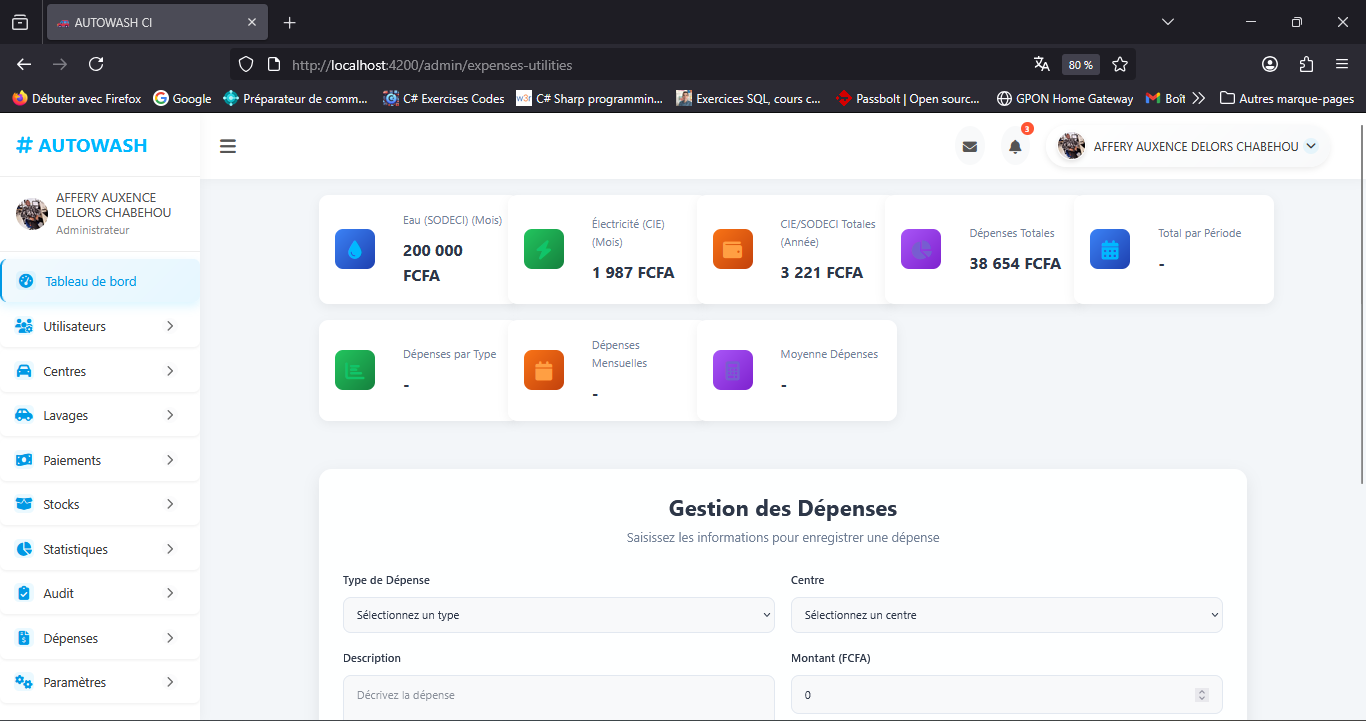 AUTOWASH CI
http://localhost:4200/admin/expenses-utilities
80 %
Débuter avec Firefox
Google
Préparateur de comm...
C# Exercises Codes
w3r
C# Sharp programmin...
Exercices SQL, cours c...
Passbolt | Open sourc...
GPON Home Gateway
Boît
Autres marque-pages
# AUTOWASH
3
AFFERY AUXENCE DELORS CHABEHOU
AFFERY AUXENCE
DELORS CHABEHOU
Administrateur
Tableau de bord
Utilisateurs
Centres
Lavages
Paiements
Stocks
Statistiques
Audit
Dépenses
Paramètres
Eau (SODECI) (Mois)
200 000
FCFA
Électricité (CIE)
(Mois)
1 987 FCFA
CIE/SODECI Totales
(Année)
3 221 FCFA
Dépenses Totales
38 654 FCFA
Total par Période
-
Dépenses par Type
-
Dépenses
Mensuelles
-
Moyenne Dépenses
-
Gestion des Dépenses
Saisissez les informations pour enregistrer une dépense
Type de Dépense
Sélectionnez un type
Centre
Sélectionnez un centre
Description
Décrivez la dépense
Montant (FCFA)
0